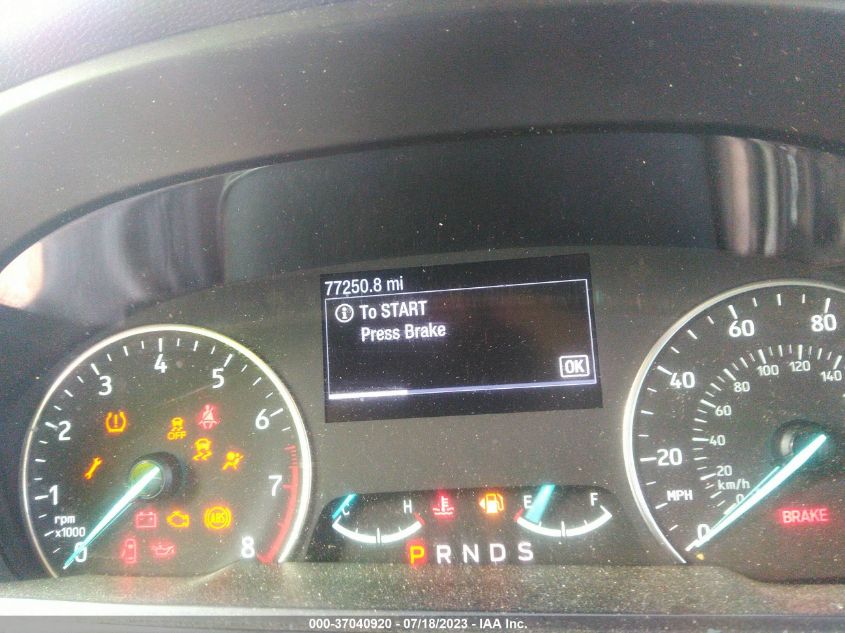 77250.8 mi
To START
Press Brake
OK
0 1 2 3 4 5 6 7 8
rpm
x1000
OFF
ABS
C H
E F
P R N D S
0 20 40 60 80
0 20 40 60 80 100 120 140
MPH
km/h
BRAKE
000-37040920 - 07/18/2023 - IAA Inc.